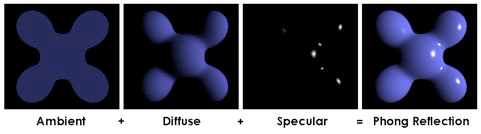 Ambient + Diffuse + Specular = Phong Reflection